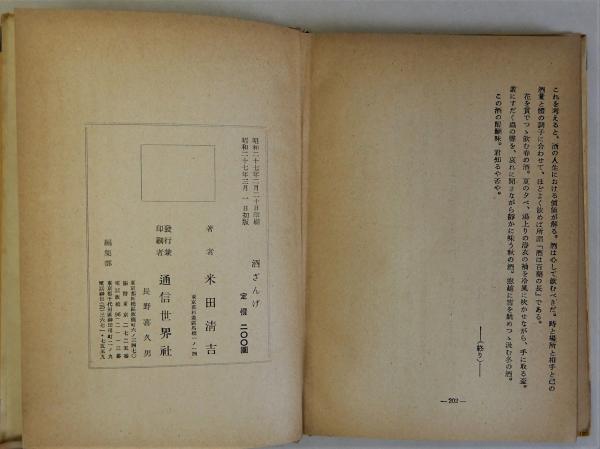 これを考えると。酒の人生における価値が解る。酒は心して飲むべきだ。時と場所と相手と己の
酒量と懐の調子に合わせて、ほどよく飲めば所謂「酒は百薬の長」である。
花を賞でつゝ飲む春の酒。夏の夕べ、湯上りの浴衣の袖を冷風に吹かせながら、手に取る盃。
叢にすだく虫の聲を、哀れに聞きながら静かに味う秋の酒。窓越に雪を眺めつゝ汲む冬の酒。
この酒の醍醐味。君知るや否や。
――(終り)――
―202―
昭和二十七年二月二十日印刷
昭和二十七年三月一日初版
酒ざんげ
定價 二〇〇圓
著者 米田清吉
發行兼
印刷者
通信世界社
長野喜久男
編集部